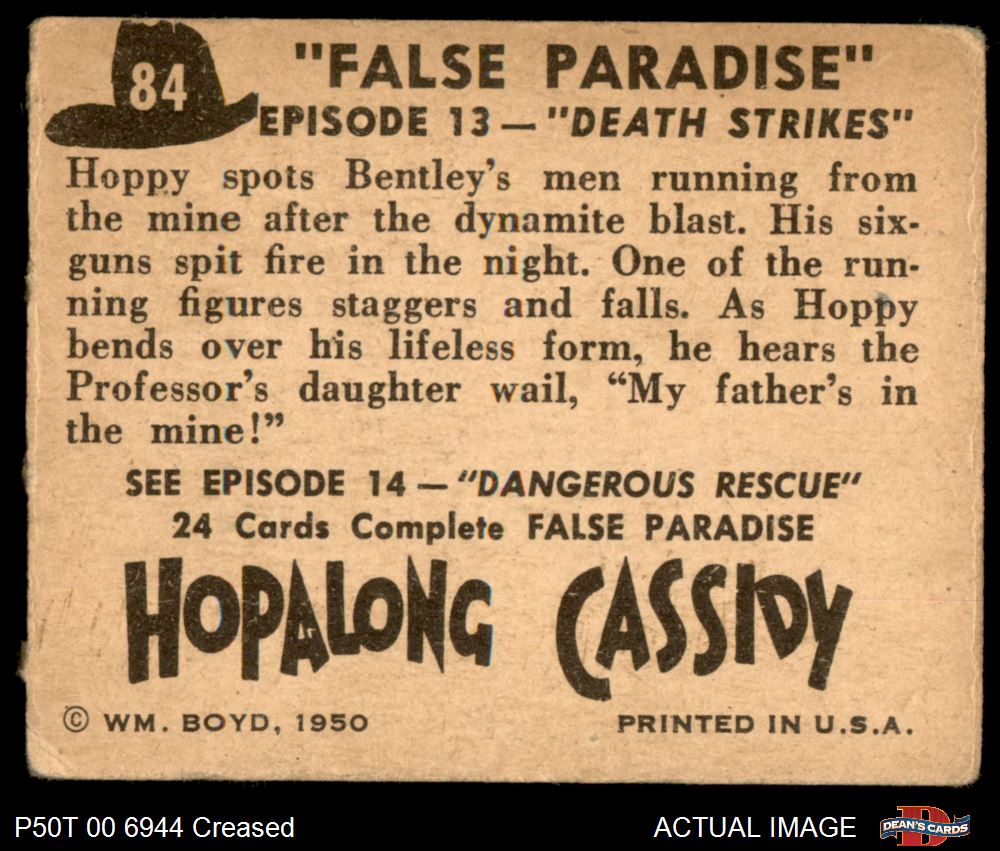 84
"FALSE PARADISE"
EPISODE 13 — "DEATH STRIKES"
Hoppy spots Bentley's men running from
the mine after the dynamite blast. His six-
guns spit fire in the night. One of the run-
ning figures staggers and falls. As Hoppy
bends over his lifeless form, he hears the
Professor's daughter wail, “My father's in
the mine!”
SEE EPISODE 14 — "DANGEROUS RESCUE"
24 Cards Complete FALSE PARADISE
HOPALONG CASSIDY
© WM. BOYD, 1950 PRINTED IN U.S.A.
P50T 00 6944 Creased ACTUAL IMAGE
D
DEAN'S CARDS